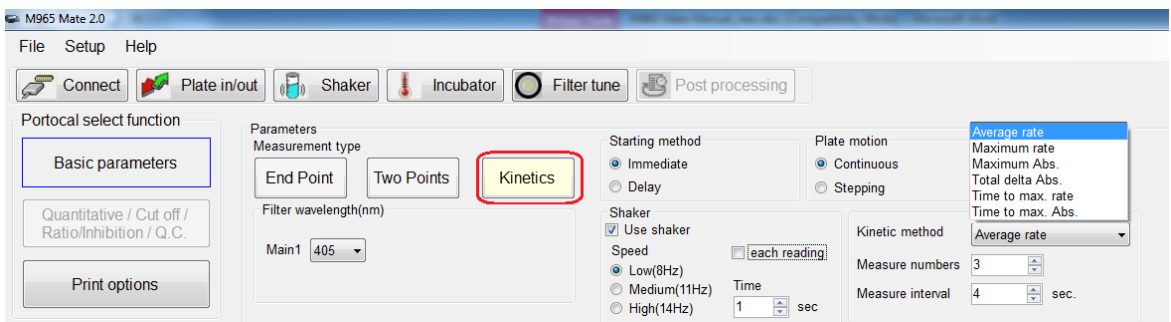 M965 Mate 2.0
File Setup Help
Connect Plate in/out Shaker Incubator Filter tune Post processing
Portocal select function
Basic parameters
Quantitative / Cut off /
Ratio/Inhibition / Q.C.
Print options
Parameters
Measurement type
End Point Two Points Kinetics
Filter wavelength(nm)
Main1 405
Starting method
Immediate
Delay
Plate motion
Continuous
Stepping
Shaker
Use shaker
Speed each reading
Low(8Hz)
Medium(11Hz) Time
High(14Hz) 1 sec
Average rate
Maximum rate
Maximum Abs.
Total delta Abs.
Time to max. rate
Time to max. Abs.
Kinetic method Average rate
Measure numbers 3
Measure interval 4 sec.